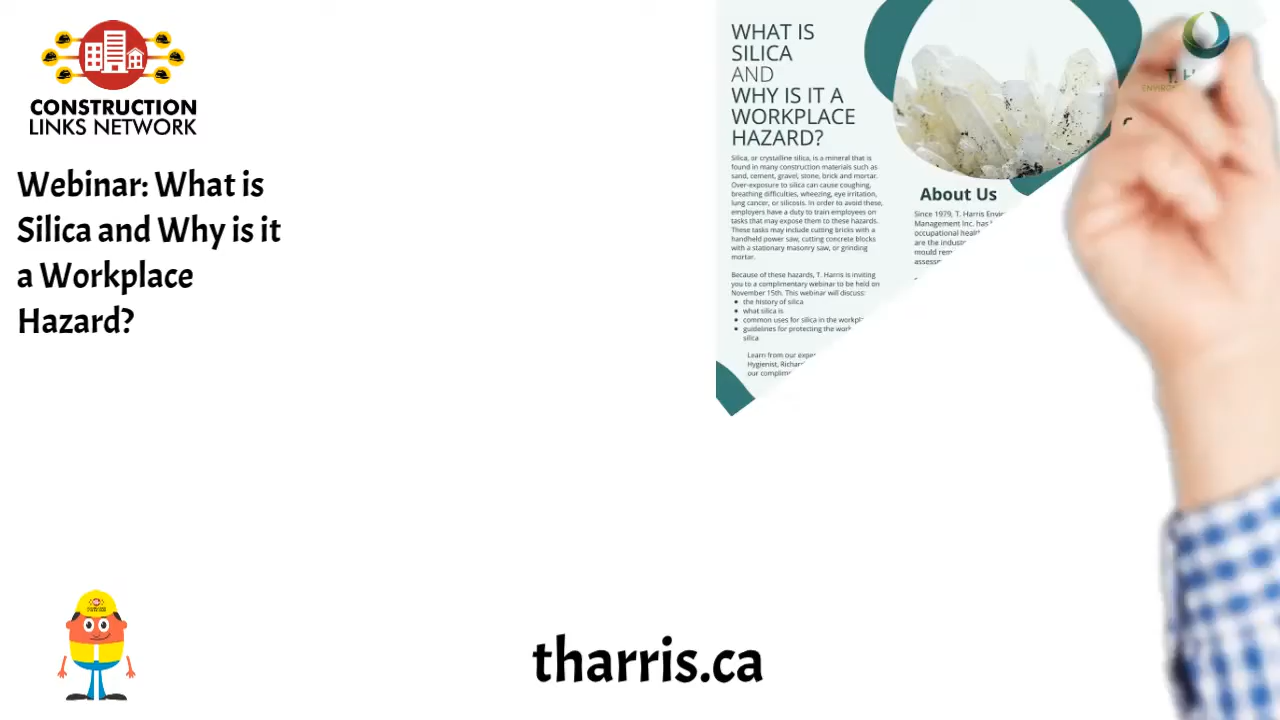 CONSTRUCTION
LINKS NETWORK
Webinar: What is
Silica and Why is it
a Workplace
Hazard?
WHAT IS
SILICA
AND
WHY IS IT A
WORKPLACE
HAZARD?
Silica, or crystalline silica, is a mineral that is
found in many construction materials such as
sand, cement, gravel, stone, brick and mortar.
Over-exposure to silica can cause coughing,
breathing difficulties, wheezing, eye irritation,
lung cancer, or silicosis. In order to avoid these,
employers have a duty to train employees on
tasks that may expose them to these hazards.
These tasks may include cutting bricks with a
handheld power saw, cutting concrete blocks
with a stationary masonry saw, or grinding
mortar.
Because of these hazards, T. Harris is inviting
you to a complimentary webinar to be held on
November 15th. This webinar will discuss:
the history of silica
what silica is
common uses for silica in the
guidelines for protecting the
silica
Learn from our
Hygienist,
our
About Us
Since 1979, T. Harris
Management Inc. has
occupational
are the
mould
tharris.ca